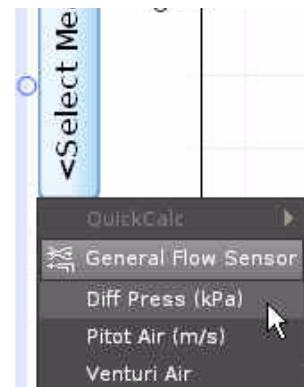 <Select Me
QuickCalc
General Flow Sensor
Diff Press (kPa)
Pitot Air (m/s)
Venturi Air